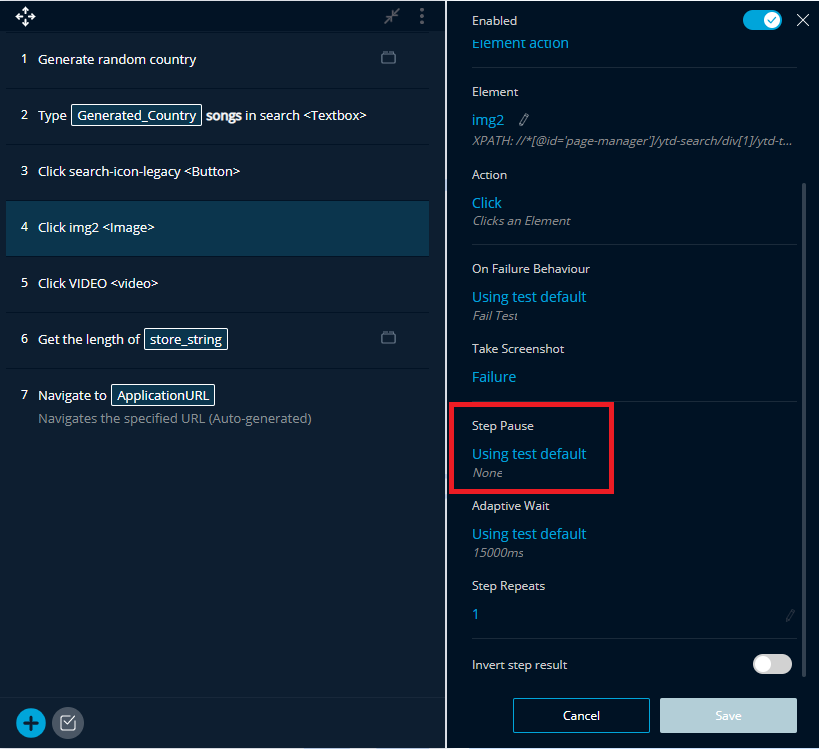 1 Generate random country
2 Type Generated_Country songs in search <Textbox>
3 Click search-icon-legacy <Button>
4 Click img2 <Image>
5 Click VIDEO <video>
6 Get the length of store_string
7 Navigate to ApplicationURL
Navigates the specified URL (Auto-generated)
Enabled
Element action
Element
img2
XPATH: //*[@id='page-manager']/ytd-search/div[1]/ytd-t...
Action
Click
Clicks an Element
On Failure Behaviour
Using test default
Fail Test
Take Screenshot
Failure
Step Pause
Using test default
None
Adaptive Wait
Using test default
15000ms
Step Repeats
1
Invert step result
Cancel
Save